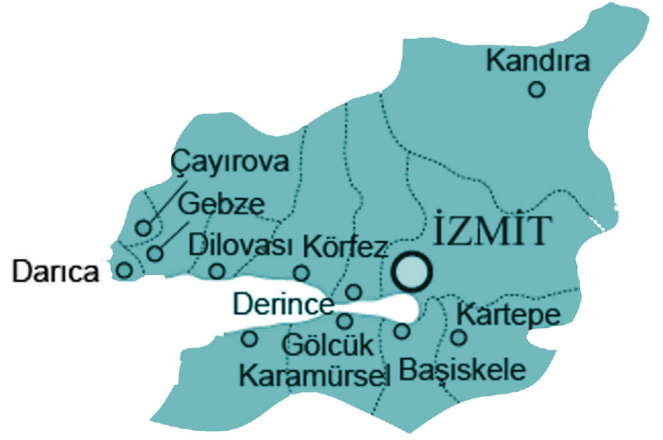 Kandıra
Çayırova
Gebze
İZMİT
Dilovası
Körfez
Darıca
Derince
Kartepe
Gölcük
Karamürsel
Başiskele